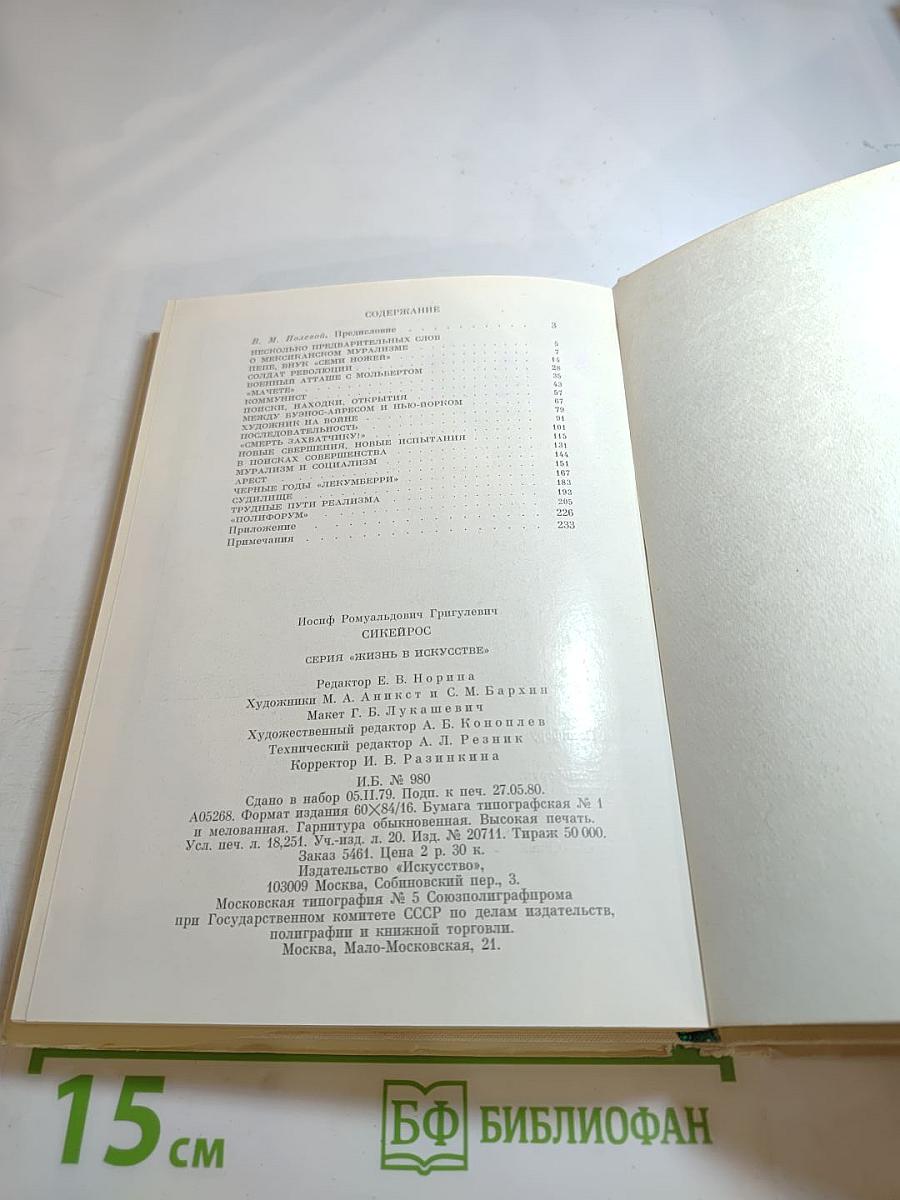 СОДЕРЖАНИЕ
В. М. Полевой. Предисловие . . . . . . . . . . 3
НЕСКОЛЬКО ПРЕДВАРИТЕЛЬНЫХ СЛОВ
О МЕКСИКАНСКОМ МУРАЛИЗМЕ . . . . . . . . . . 5
ПЕПЕ, ВНУК «СЕМИ НОЖЕЙ» . . . . . . . . . . 7
СОЛДАТ РЕВОЛЮЦИИ . . . . . . . . . . 14
ВОЕННЫЙ АТТАШЕ С МОЛЬБЕРТОМ . . . . . . . . . . 28
«МАЧЕТЕ» . . . . . . . . . . 35
КОММУНИСТ . . . . . . . . . . 43
ПОИСКИ, НАХОДКИ, ОТКРЫТИЯ . . . . . . . . . . 57
МЕЖДУ БУЭНОС-АЙРЕСОМ И НЬЮ-ЙОРКОМ . . . . . . . . . . 67
ХУДОЖНИК НА ВОЙНЕ . . . . . . . . . . 79
ПОСЛЕДОВАТЕЛЬНОСТЬ . . . . . . . . . . 91
«СМЕРТЬ ЗАХВАТЧИКУ!» . . . . . . . . . . 101
НОВЫЕ СВЕРШЕНИЯ, НОВЫЕ ИСПЫТАНИЯ . . . . . . . . . . 115
В ПОИСКАХ СОВЕРШЕНСТВА . . . . . . . . . . 131
МУРАЛИЗМ И СОЦИАЛИЗМ . . . . . . . . . . 144
АРЕСТ . . . . . . . . . . 151
ЧЕРНЫЕ ГОДЫ «ЛЕКУМБЕРРИ» . . . . . . . . . . 167
СУДИЛИЩЕ . . . . . . . . . . 183
ТРУДНЫЕ ПУТИ РЕАЛИЗМА . . . . . . . . . . 193
«ПОЛИФОРУМ» . . . . . . . . . . 205
Приложение . . . . . . . . . . 226
Примечания . . . . . . . . . . 233
Иосиф Ромуальдович Григулевич
СИКЕЙРОС
СЕРИЯ «ЖИЗНЬ В ИСКУССТВЕ»
Редактор Е. В. Норина
Художники М. А. Аникст и С. М. Бархин
Макет Г. Б. Лукашевич
Художественный редактор А. Б. Коноплев
Технический редактор А. Л. Резник
Корректор И. В. Разинкина
И.Б. № 980
Сдано в набор 05.II.79. Подп. к печ. 27.05.80.
А05268. Формат издания 60×84/16. Бумага типографская № 1
и мелованная. Гарнитура обыкновенная. Высокая печать.
Усл. печ. л. 18,251. Уч.-изд. л. 20. Изд. № 20711. Тираж 50 000.
Заказ 5461. Цена 2 р. 30 к.
Издательство «Искусство»,
103009 Москва, Собиновский пер., 3.
Московская типография № 5 Союзполиграфпрома
при Государственном комитете СССР по делам издательств,
полиграфии и книжной торговли.
Москва, Мало-Московская, 21.
15 см
БФ БИБЛИОФАН